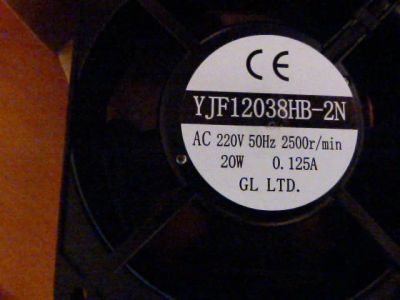 CE
YJF12038HB-2N
AC 220V 50Hz 2500r/min
20W 0.125A
GL LTD.